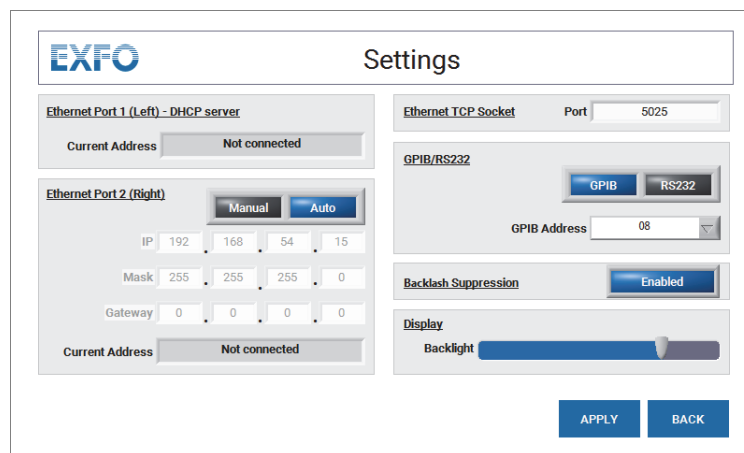 EXFO
Settings
Ethernet Port 1 (Left) - DHCP server
Current Address Not connected
Ethernet Port 2 (Right)
Manual Auto
IP 192 . 168 . 54 . 15
Mask 255 . 255 . 255 . 0
Gateway 0 . 0 . 0 . 0
Current Address Not connected
Ethernet TCP Socket Port 5025
GPIB/RS232
GPIB RS232
GPIB Address 08
Backlash Suppression Enabled
Display
Backlight
APPLY BACK